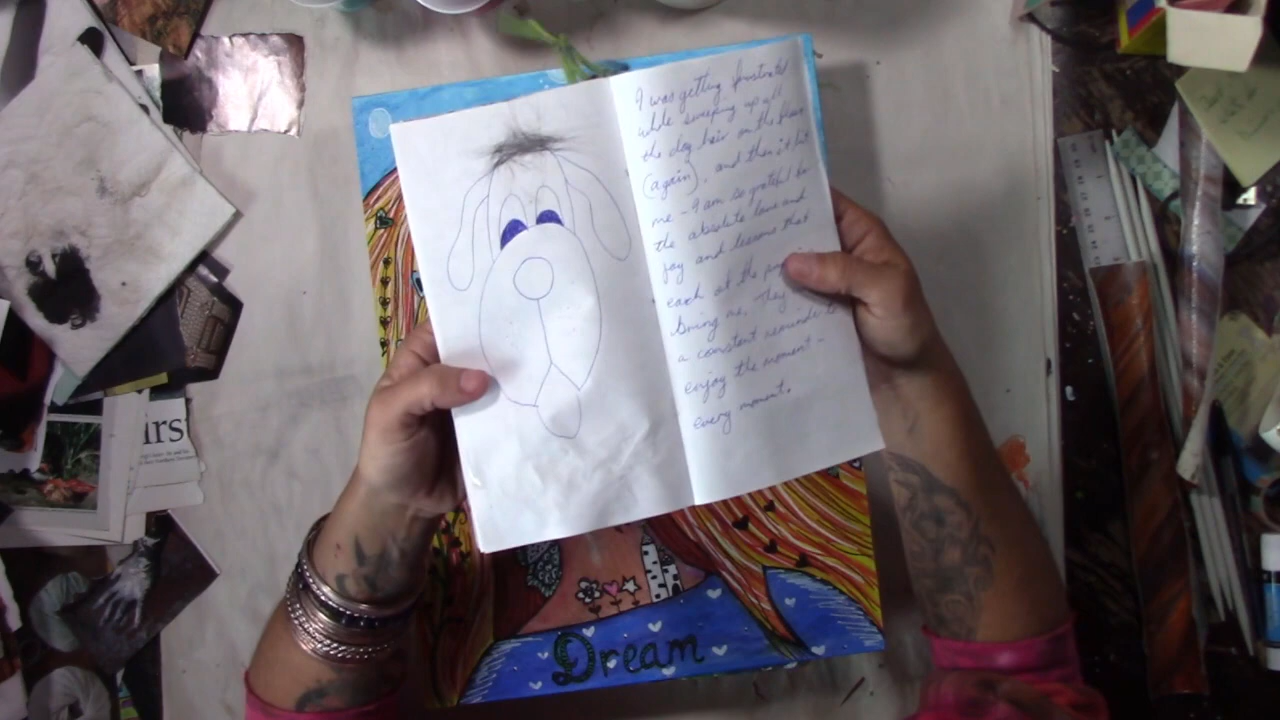 I was getting frustrated
while sweeping up all
the dog hair on the floor
(again), and then it hit
me - I am so grateful for
the absolute love and
joy and lessons that
each of the
bring me. They
a constant reminder to
enjoy the moment -
every moment.
Dream
irst